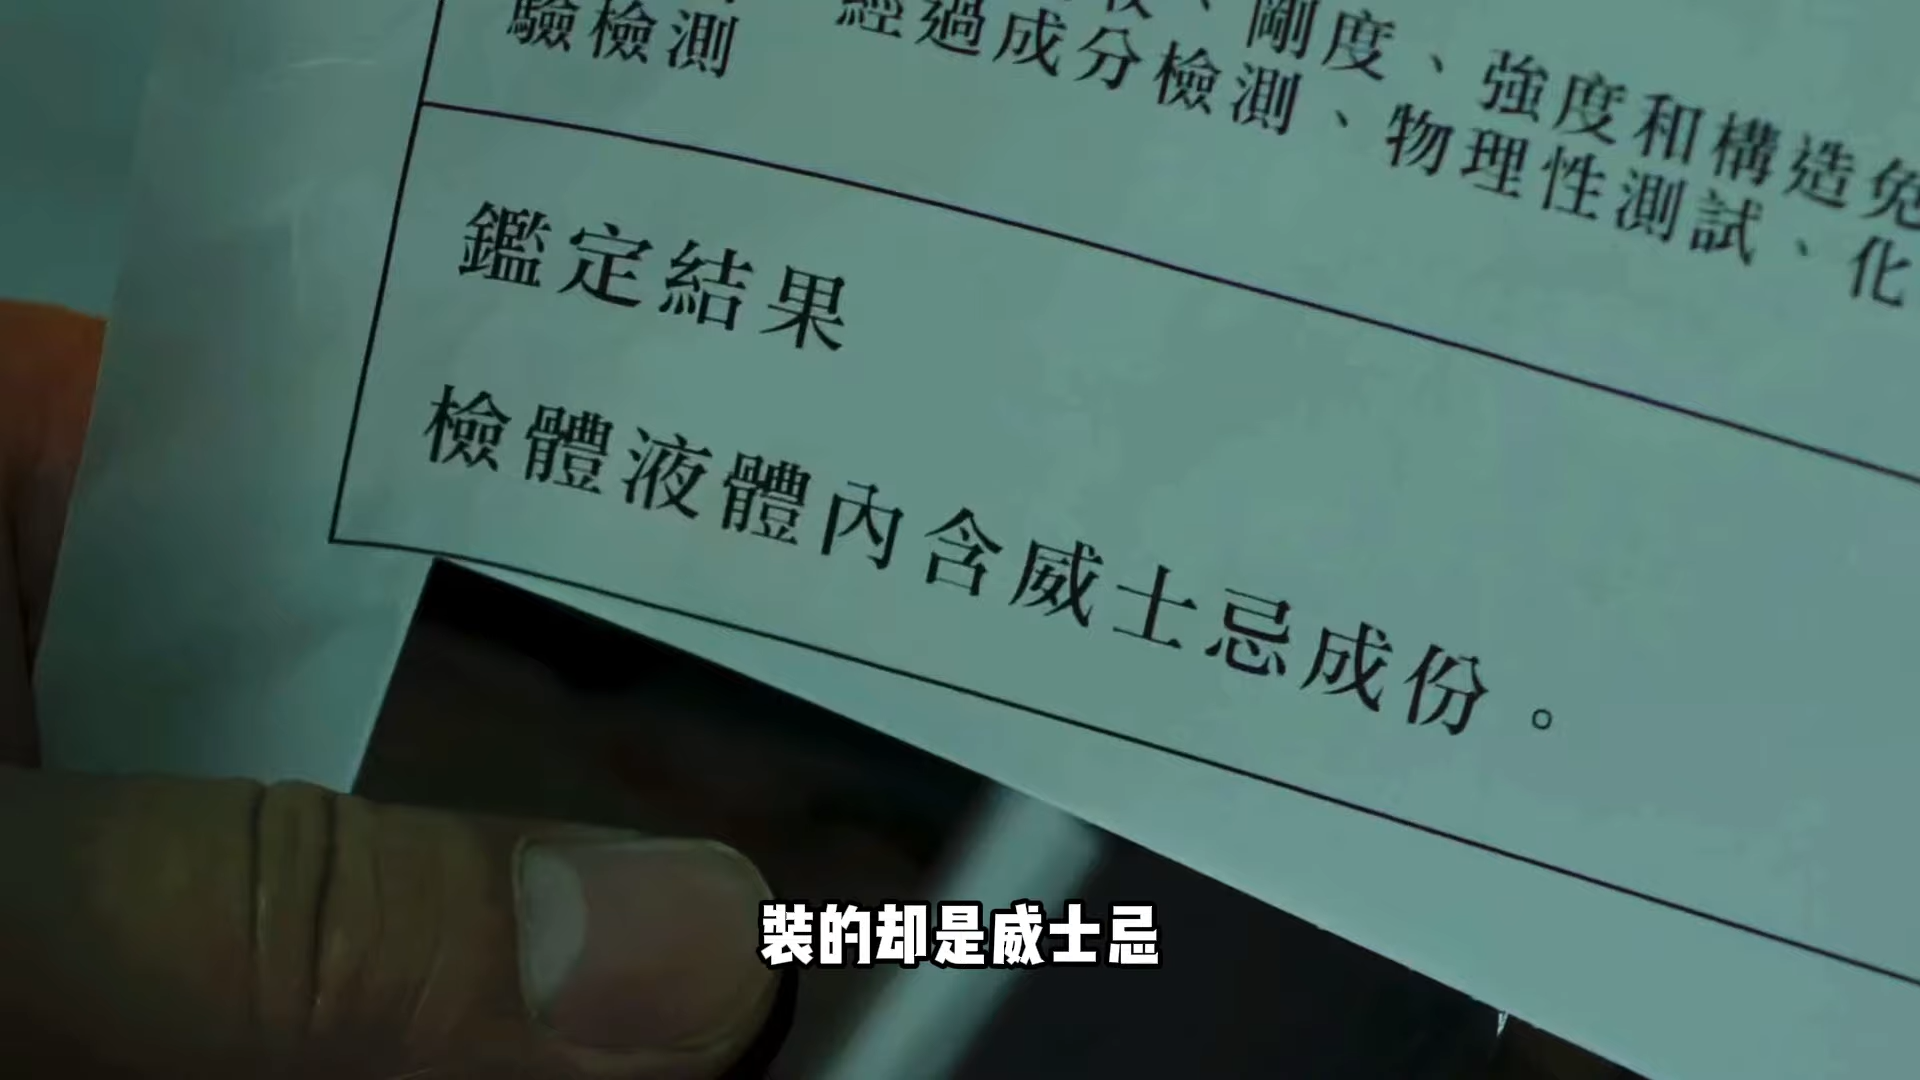 、剛度、強度和構造免
驗檢測
經過成分檢測、物理性測試、化
鑑定結果
檢體液體內含威士忌成份。
裝的却是威士忌